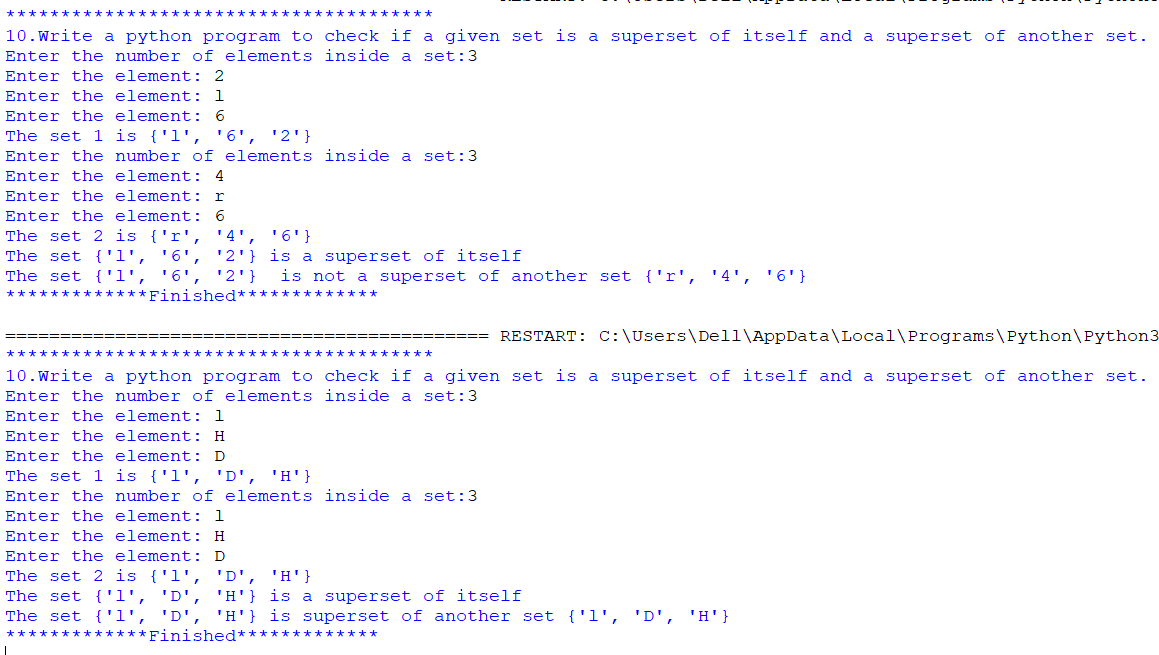 ***************************************
10.Write a python program to check if a given set is a superset of itself and a superset of another set.
Enter the number of elements inside a set:3
Enter the element: 2
Enter the element: l
Enter the element: 6
The set 1 is {'l', '6', '2'}
Enter the number of elements inside a set:3
Enter the element: 4
Enter the element: r
Enter the element: 6
The set 2 is {'r', '4', '6'}
The set {'l', '6', '2'} is a superset of itself
The set {'l', '6', '2'}  is not a superset of another set {'r', '4', '6'}
*************Finished*************
============================================ RESTART: C:\Users\Dell\AppData\Local\Programs\Python\Python3
***************************************
10.Write a python program to check if a given set is a superset of itself and a superset of another set.
Enter the number of elements inside a set:3
Enter the element: l
Enter the element: H
Enter the element: D
The set 1 is {'l', 'D', 'H'}
Enter the number of elements inside a set:3
Enter the element: l
Enter the element: H
Enter the element: D
The set 2 is {'l', 'D', 'H'}
The set {'l', 'D', 'H'} is a superset of itself
The set {'l', 'D', 'H'} is superset of another set {'l', 'D', 'H'}
*************Finished*************